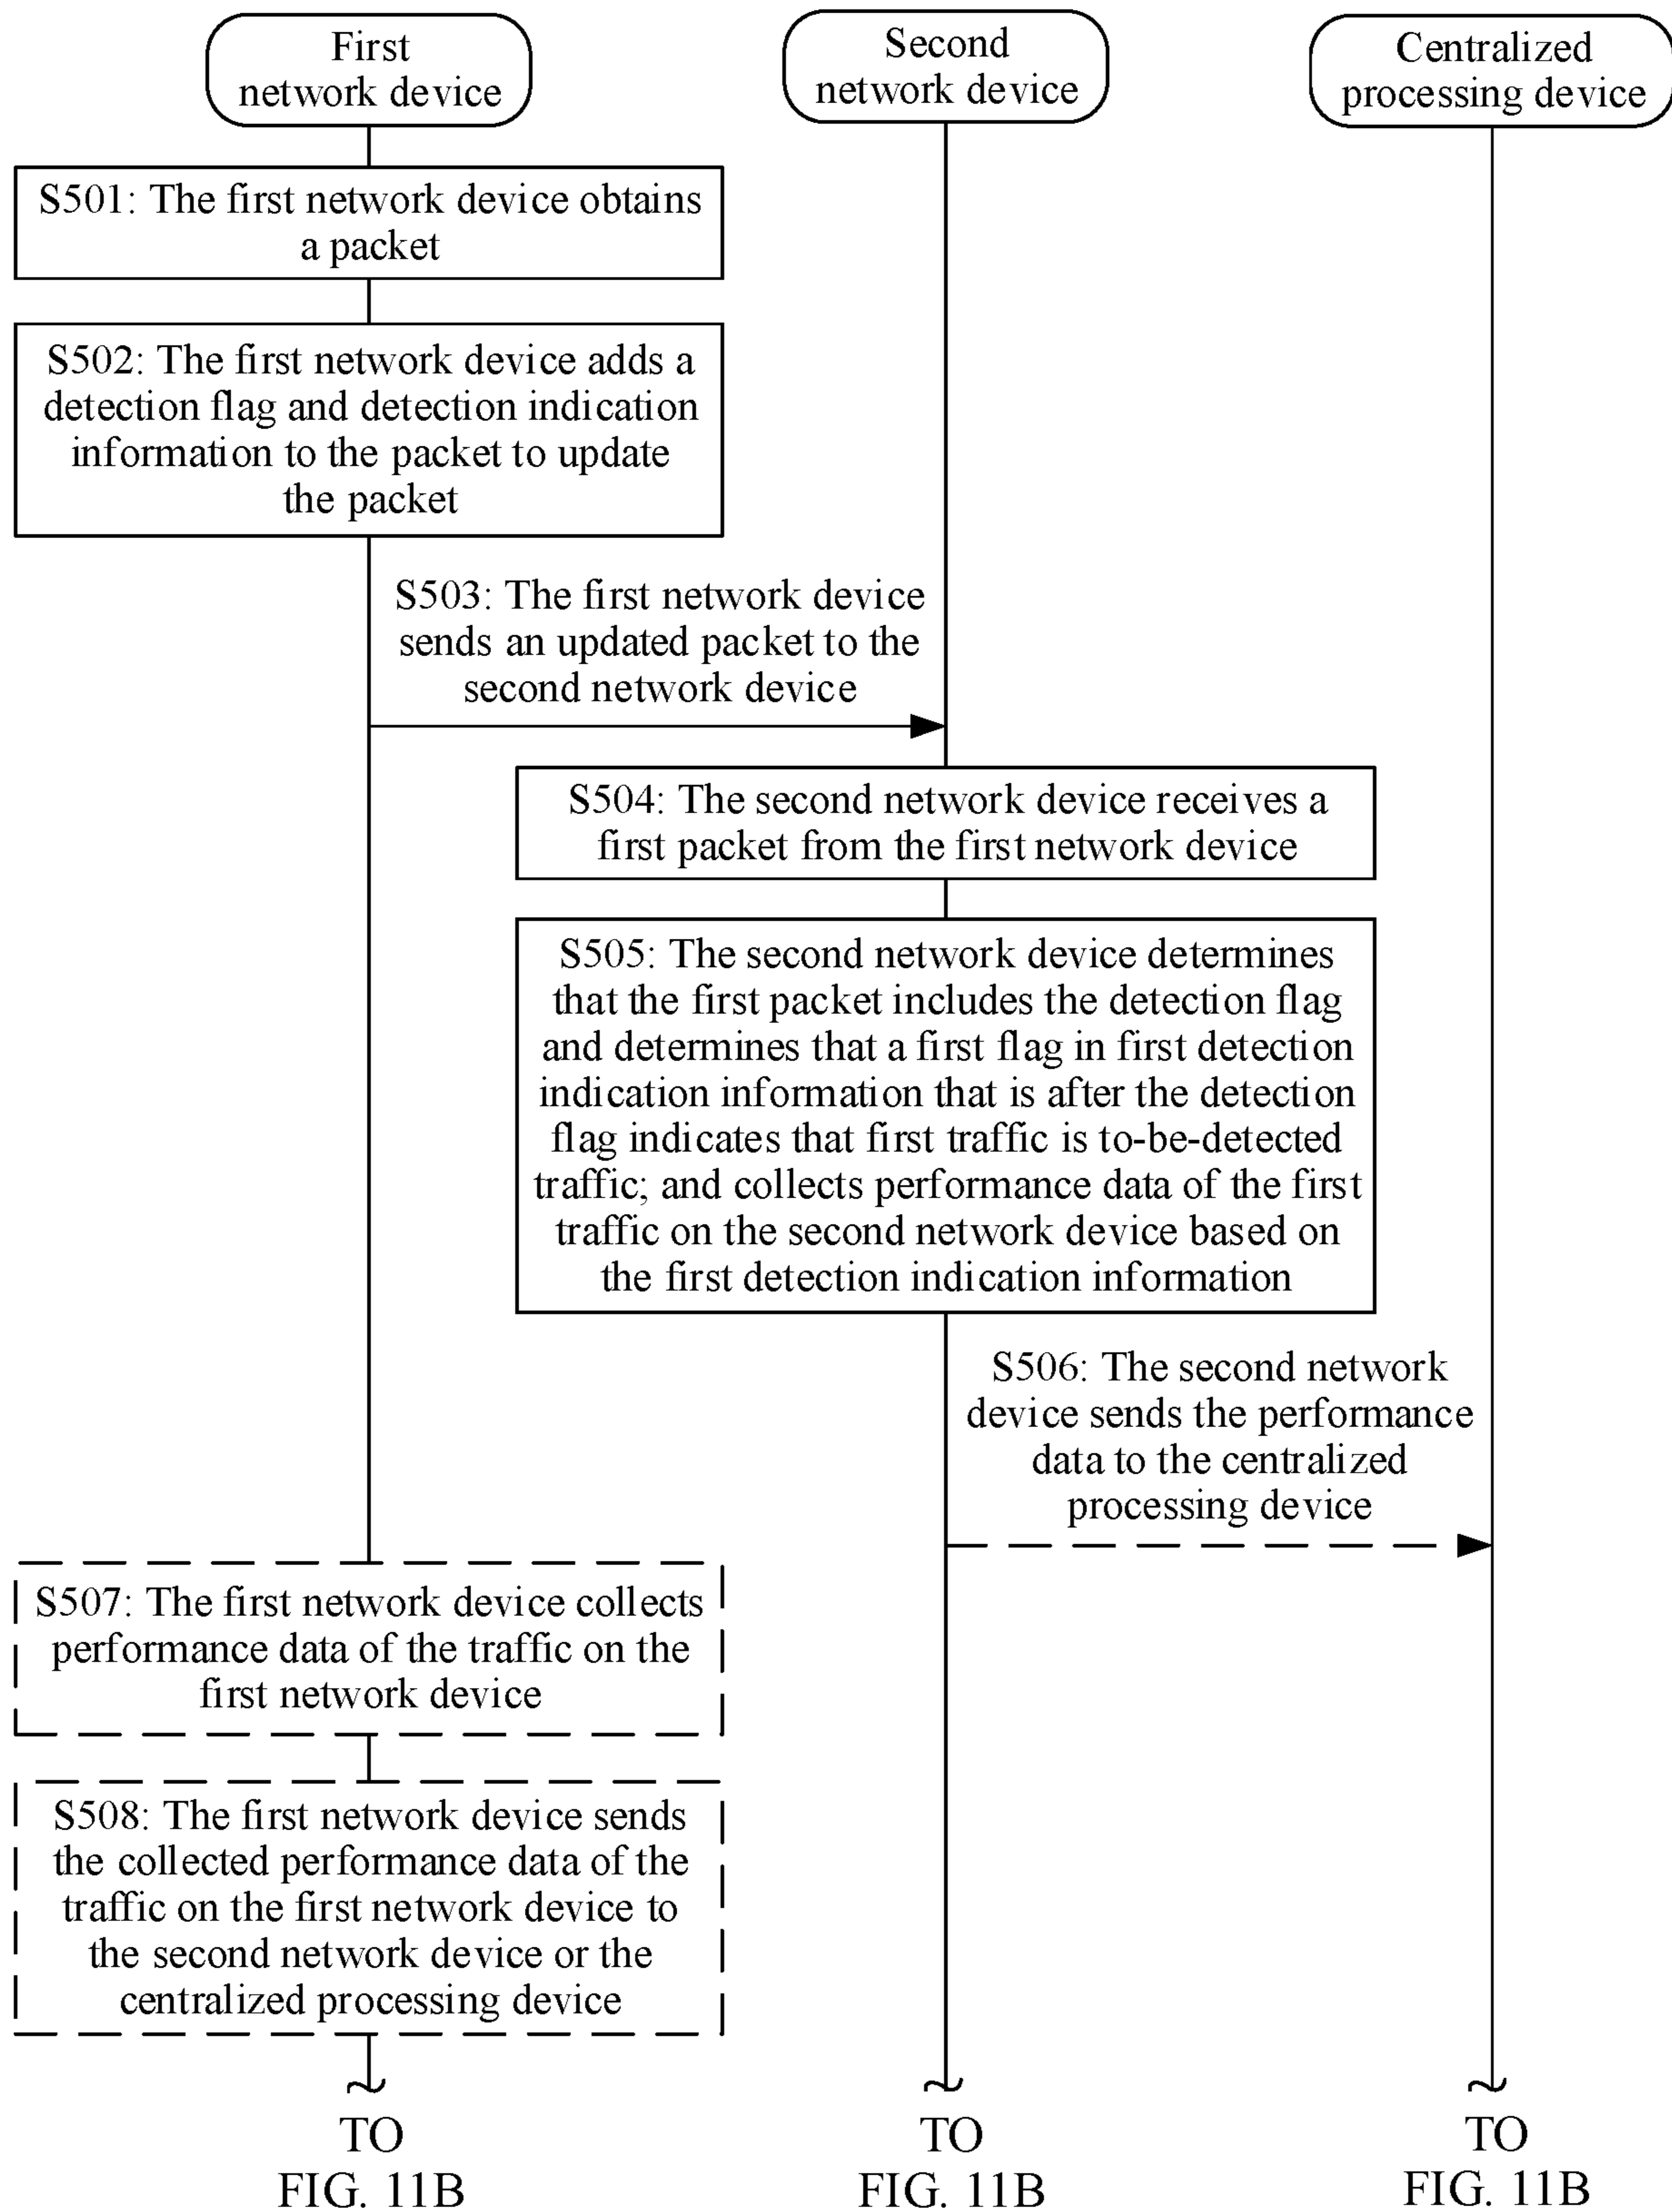 First
network device
Second
network device
Centralized
processing device
S501: The first network device obtains
a packet
S502: The first network device adds a
detection flag and detection indication
information to the packet to update
the packet
S503: The first network device
sends an updated packet to the
second network device
S504: The second network device receives a
first packet from the first network device
S505: The second network device determines
that the first packet includes the detection flag
and determines that a first flag in first detection
indication information that is after the detection
flag indicates that first traffic is to-be-detected
traffic; and collects performance data of the first
traffic on the second network device based on
the first detection indication information
S506: The second network
device sends the performance
data to the centralized
processing device
S507: The first network device collects
performance data of the traffic on the
first network device
S508: The first network device sends
the collected performance data of the
traffic on the first network device to
the second network device or the
centralized processing device
TO
FIG. 11B
TO
FIG. 11B
TO
FIG. 11B